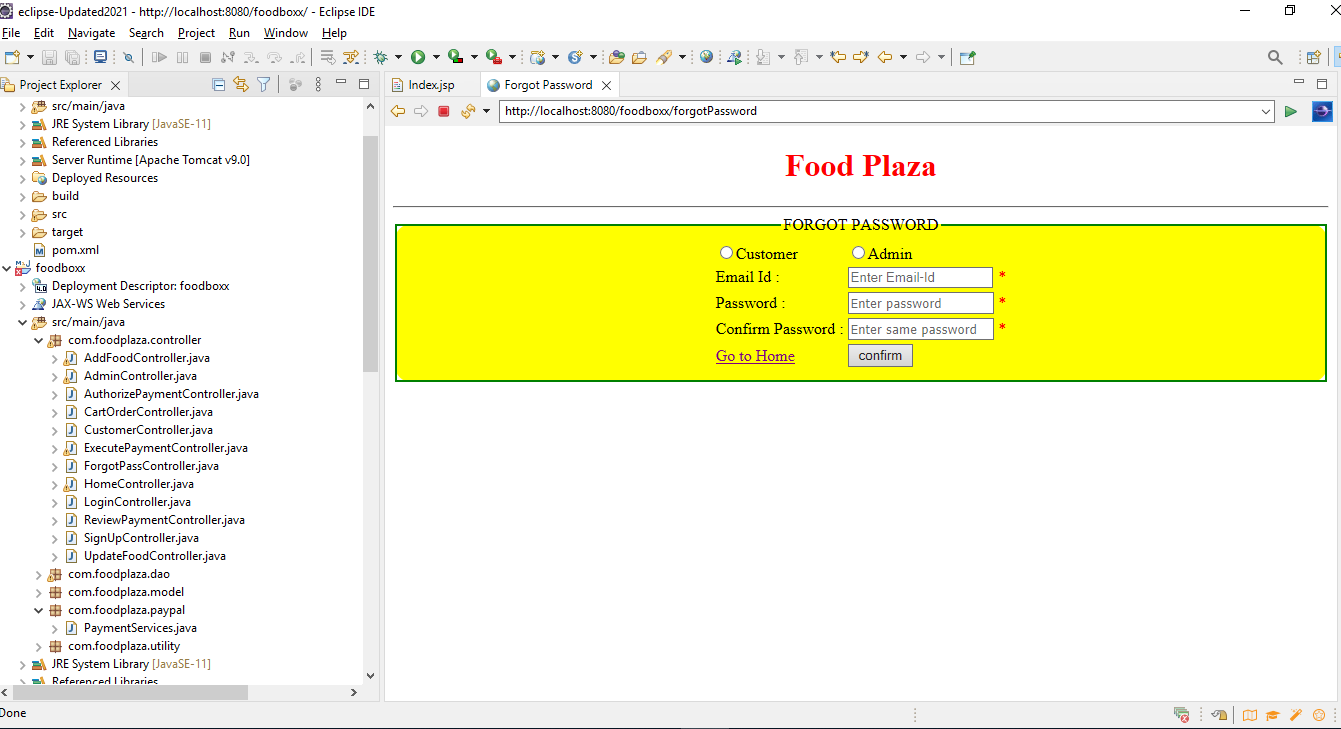 eclipse-Updated2021 - http://localhost:8080/foodboxx/ - Eclipse IDE
File Edit Navigate Search Project Run Window Help
Project Explorer
src/main/java
JRE System Library [JavaSE-11]
Referenced Libraries
Server Runtime [Apache Tomcat v9.0]
Deployed Resources
build
src
target
pom.xml
foodboxx
Deployment Descriptor: foodboxx
JAX-WS Web Services
src/main/java
com.foodplaza.controller
AddFoodController.java
AdminController.java
AuthorizePaymentController.java
CartOrderController.java
CustomerController.java
ExecutePaymentController.java
ForgotPassController.java
HomeController.java
LoginController.java
ReviewPaymentController.java
SignUpController.java
UpdateFoodController.java
com.foodplaza.dao
com.foodplaza.model
com.foodplaza.paypal
PaymentServices.java
com.foodplaza.utility
JRE System Library [JavaSE-11]
Referenced Libraries
Index.jsp Forgot Password
http://localhost:8080/foodboxx/forgotPassword
Food Plaza
FORGOT PASSWORD
Customer Admin
Email Id : Enter Email-Id *
Password : Enter password *
Confirm Password : Enter same password *
Go to Home confirm
Done